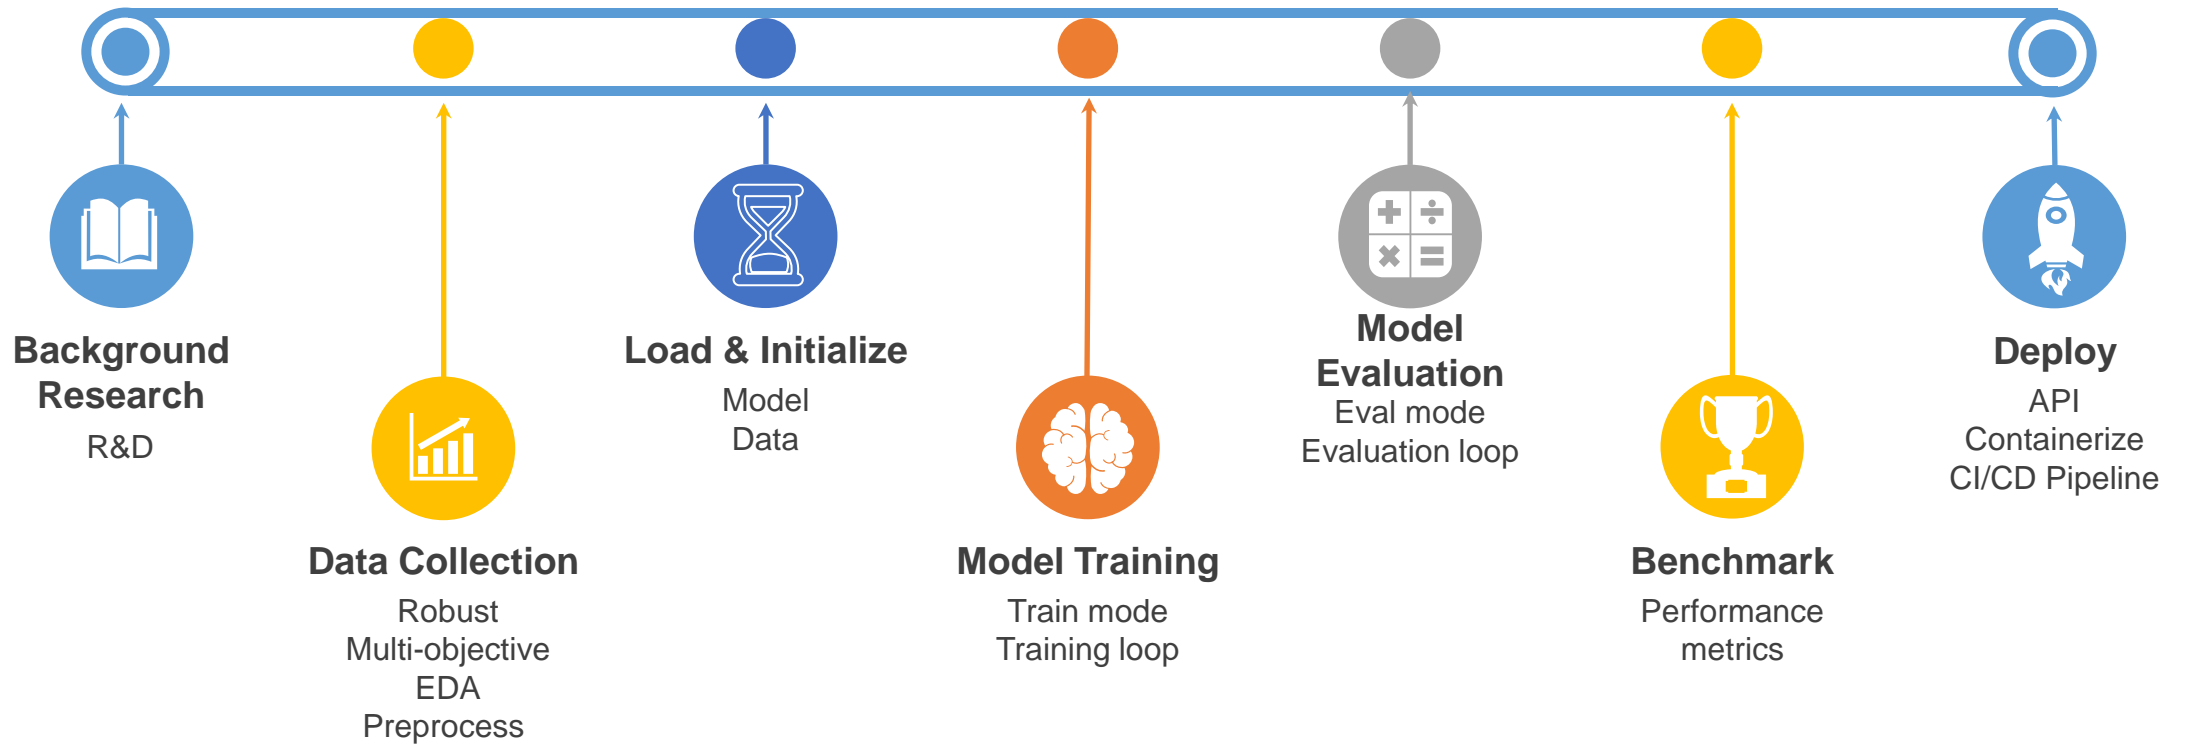 Background
Research
R&D
Data Collection
Robust
Multi-objective
EDA
Preprocess
Load & Initialize
Model
Data
Model Training
Train mode
Training loop
Model
Evaluation
Eval mode
Evaluation loop
Benchmark
Performance
metrics
Deploy
API
Containerize
CI/CD Pipeline